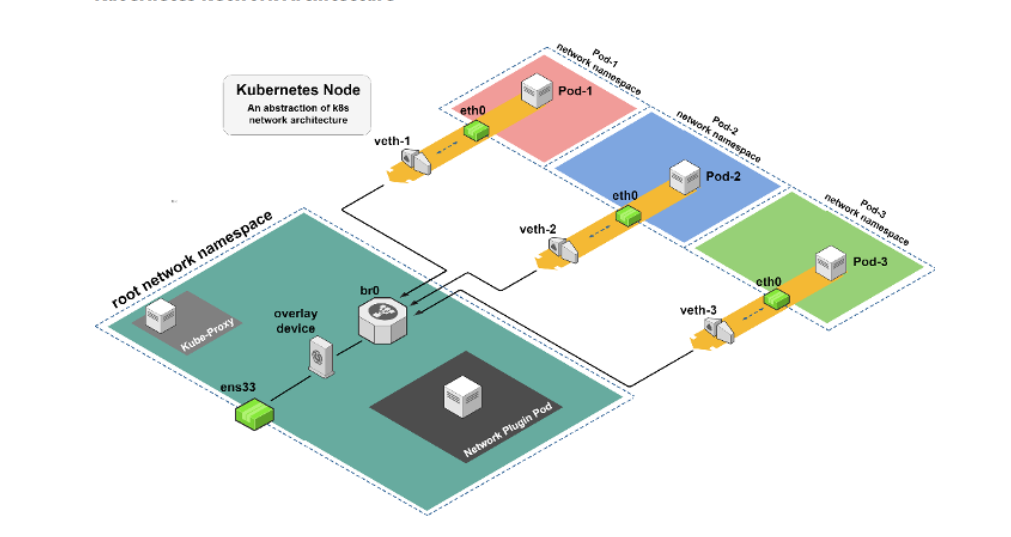 Kubernetes Node
An abstraction of k8s
network architecture
Pod-1
network namespace
Pod-1
eth0
veth-1
Pod-2
network namespace
Pod-2
eth0
veth-2
Pod-3
network namespace
Pod-3
eth0
veth-3
root network namespace
br0
overlay
device
Kube-Proxy
ens33
Network Plugin Pod